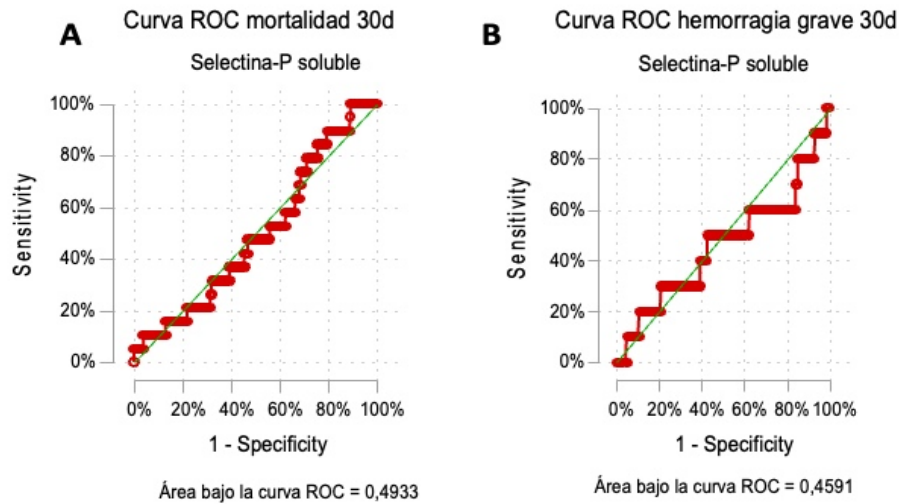 A
Curva ROC mortalidad 30d
Selectina-P soluble
100%
80%
60%
40%
20%
0%
Sensitivity
0% 20% 40% 60% 80% 100%
1 - Specificity
Área bajo la curva ROC = 0,4933
B
Curva ROC hemorragia grave 30d
Selectina-P soluble
100%
80%
60%
40%
20%
0%
Sensitivity
0% 20% 40% 60% 80% 100%
1 - Specificity
Área bajo la curva ROC = 0,4591